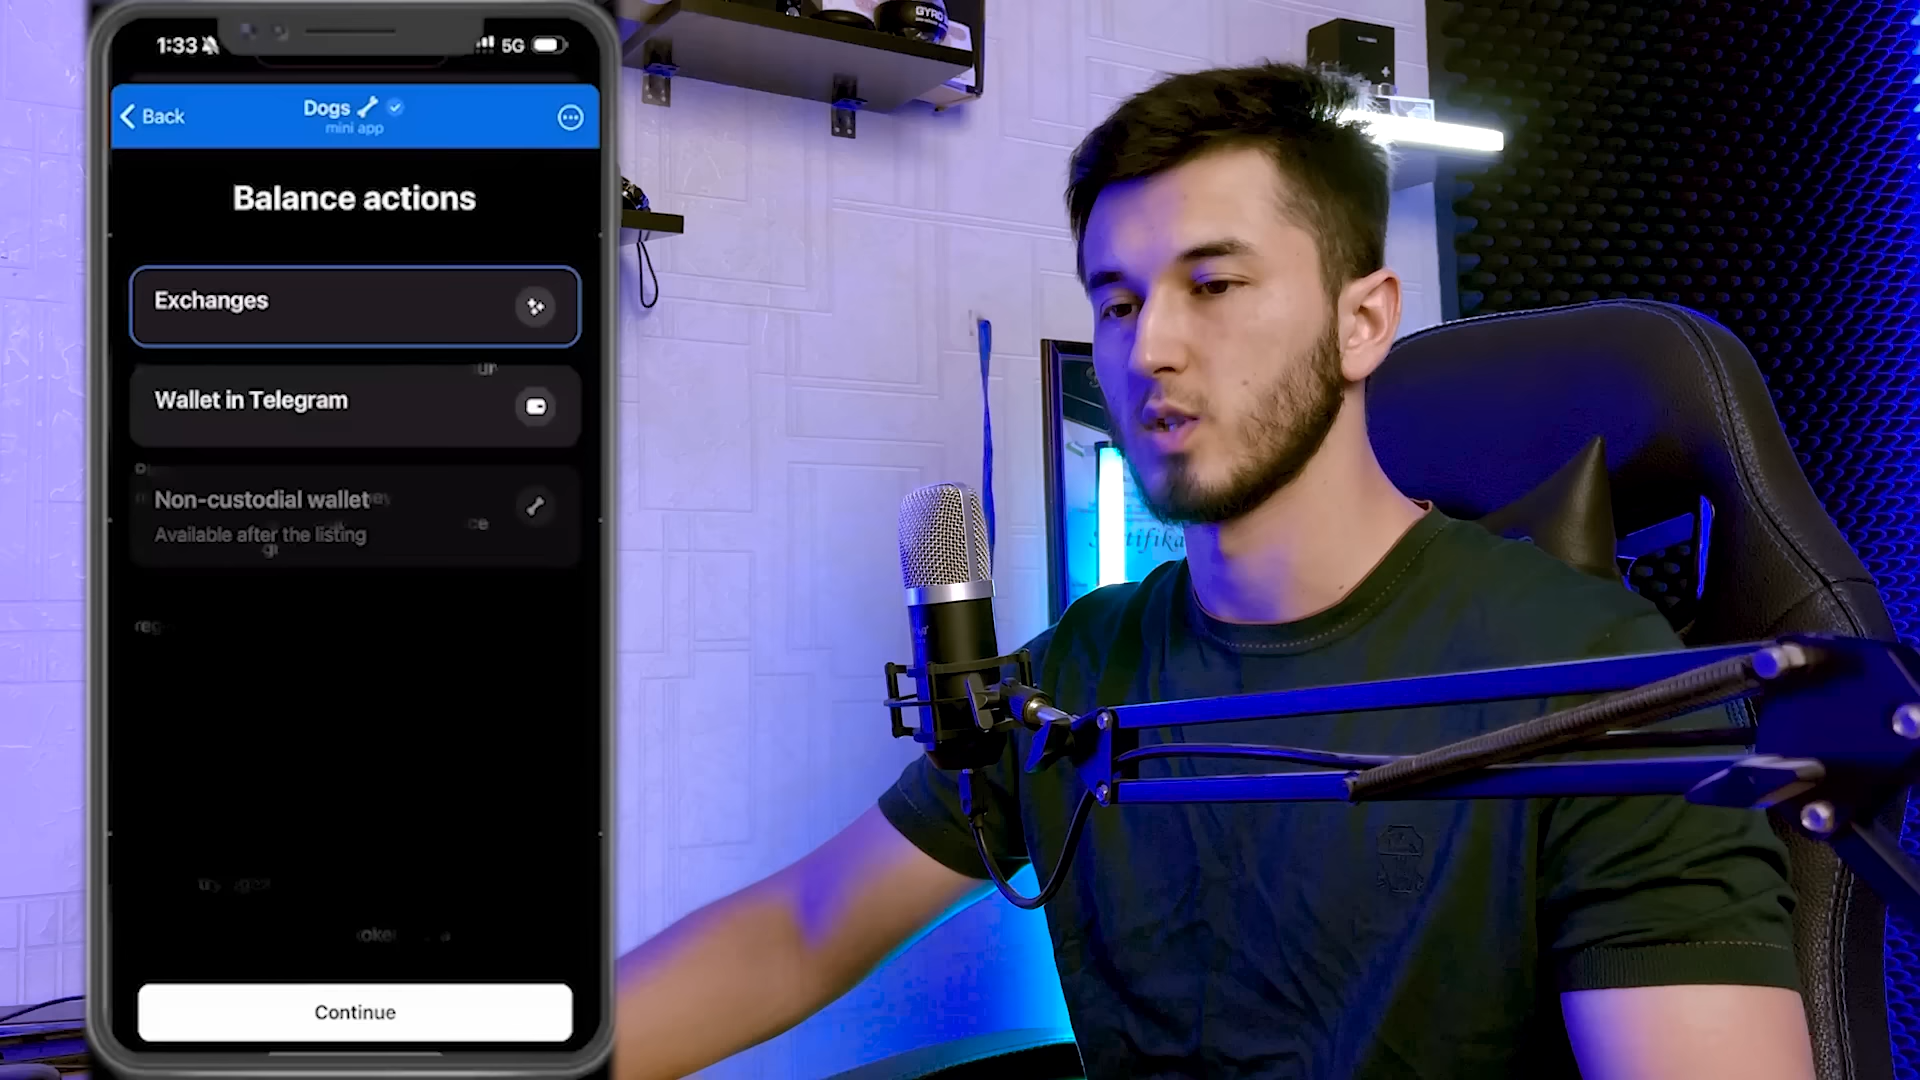 GYRO
1:33
5G
Back
Dogs
mini app
Balance actions
Exchanges
Wallet in Telegram
Non-custodial wallet
Available after the listing
Continue